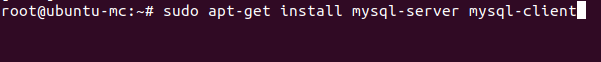 root@ubuntu-mc:~# sudo apt-get install mysql-server mysql-client